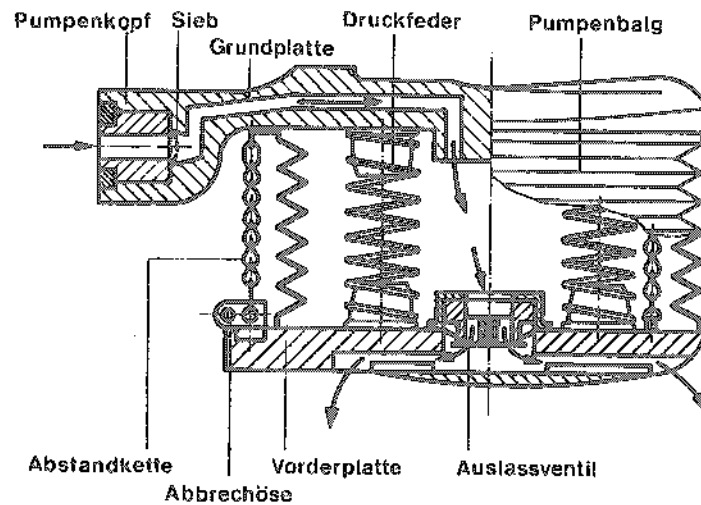 Pumpenkopf Sieb Druckfeder Pumpenbalg
Grundplatte
Abstandkette Vorderplatte Auslassventil
Abbrechöse